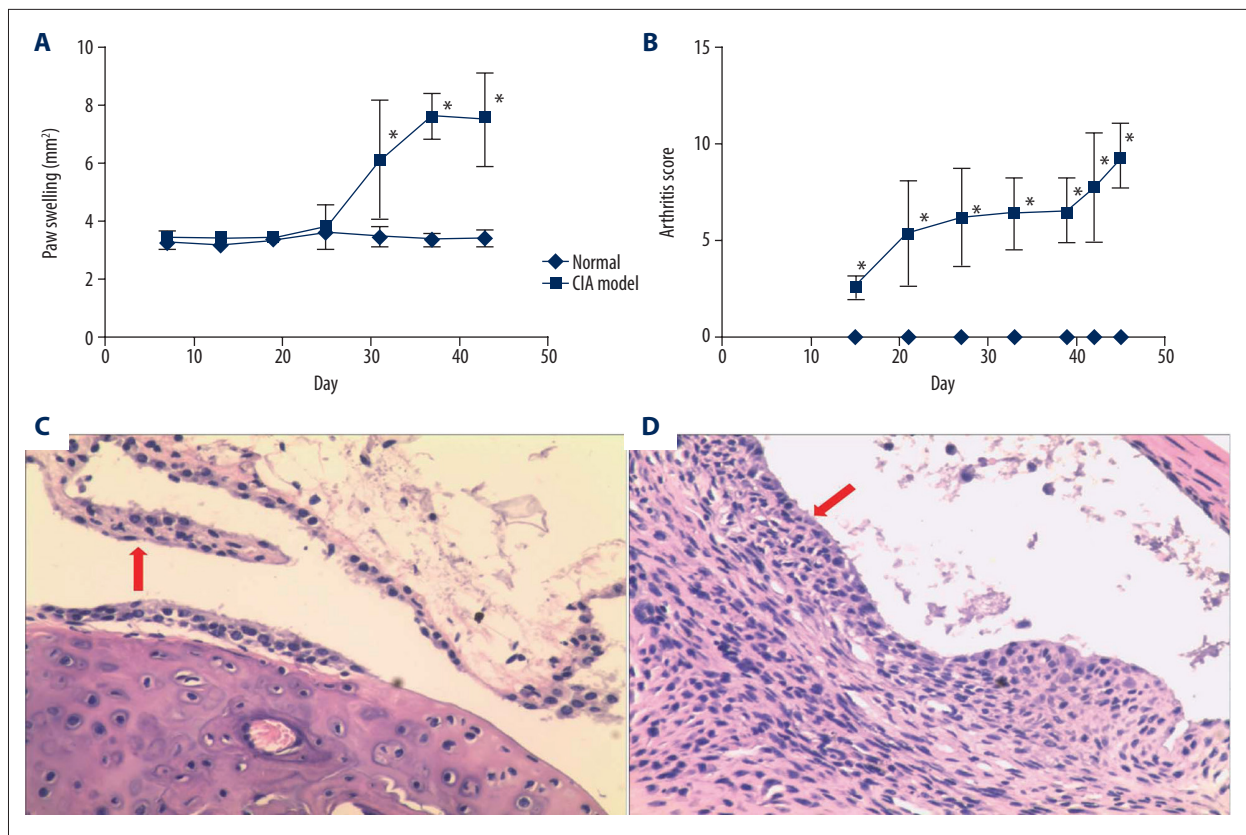 A
10
8
6
4
2
0
Paw swelling (mm²)
* * *
0 10 20 30 40 50
Day
Normal
CIA model
B
15
10
5
0
Arthritis score
* * * * * * *
0 10 20 30 40 50
Day
C
D